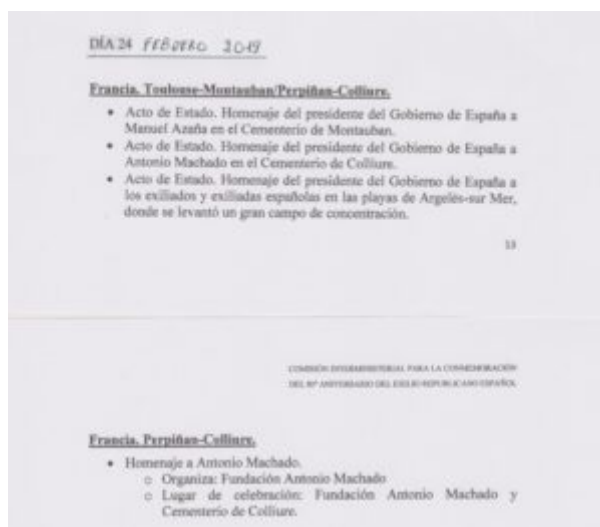 DÍA 24 FEBRERO 2019
Francia. Toulouse-Montauban/Perpiñan-Colliure.
• Acto de Estado. Homenaje del presidente del Gobierno de España a
Manuel Azaña en el Cementerio de Montauban.
• Acto de Estado. Homenaje del presidente del Gobierno de España a
Antonio Machado en el Cementerio de Colliure.
• Acto de Estado. Homenaje del presidente del Gobierno de España a
los exiliados y exiliadas españolas en las playas de Argelès-sur Mer,
donde se levantó un gran campo de concentración.
13
COMISIÓN INTERMINISTERIAL PARA LA CONMEMORACIÓN
DEL 80º ANIVERSARIO DEL EXILIO REPUBLICANO ESPAÑOL
Francia. Perpiñan-Colliure.
• Homenaje a Antonio Machado.
○ Organiza: Fundación Antonio Machado
○ Lugar de celebración: Fundación Antonio Machado y
Cementerio de Colliure.